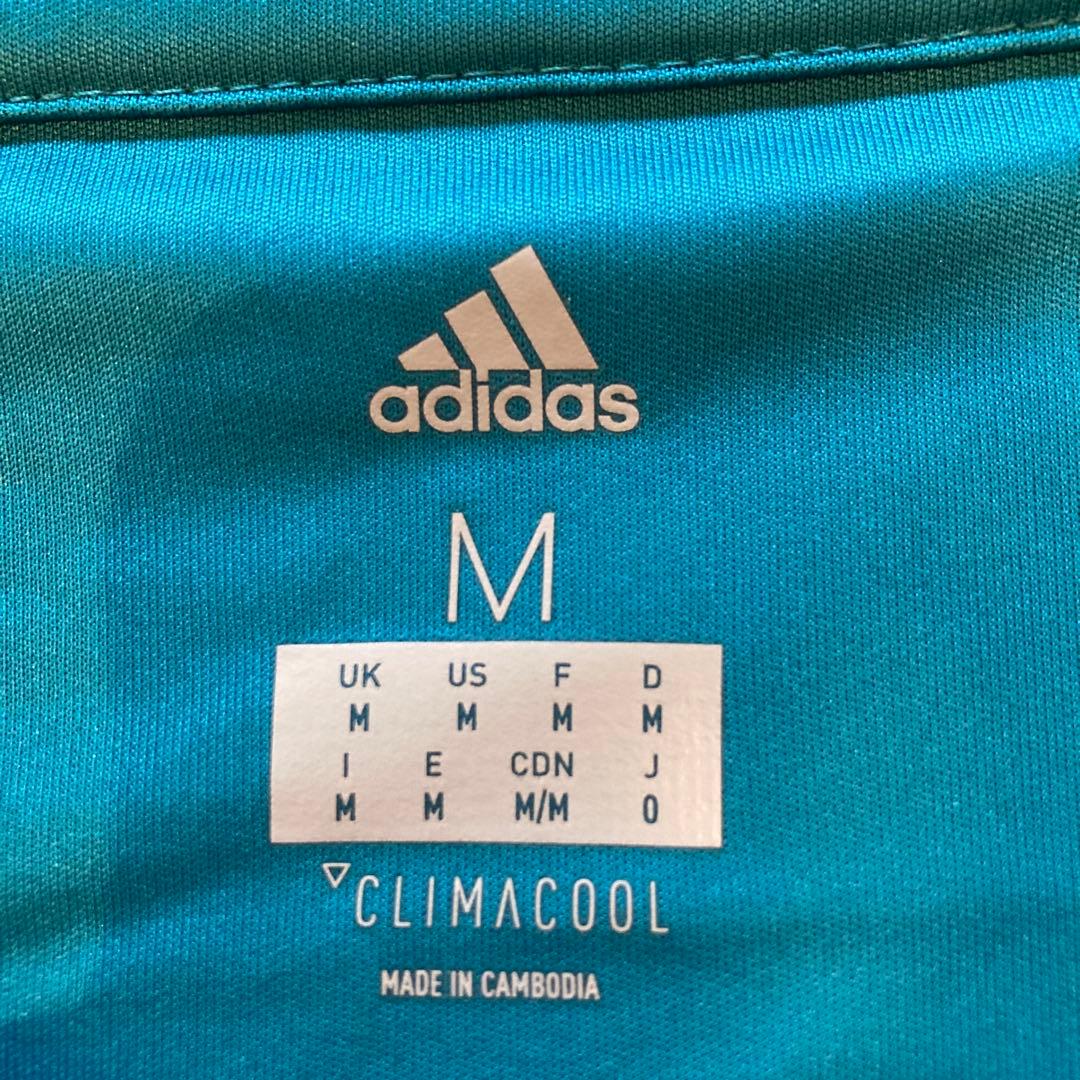 adidas
M
UK US F D
M M M M
I E CDN J
M M M/M O
CLIMACOOL
MADE IN CAMBODIA